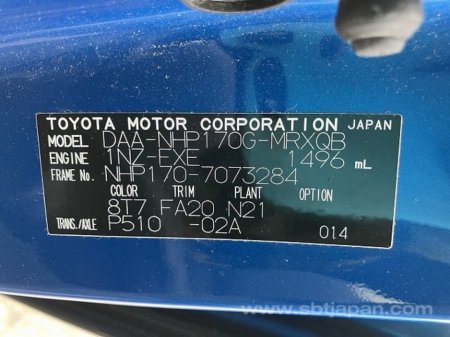 TOYOTA MOTOR CORPORATION JAPAN
MODEL DAA-NHP170G-MRXQB
ENGINE 1NZ-EXE 1496 mL
FRAME No. NHP170-7073284
COLOR TRIM PLANT OPTION
8T7 FA20 N21
TRANS./AXLE P510 -02A 014
www.sbtjapan.com